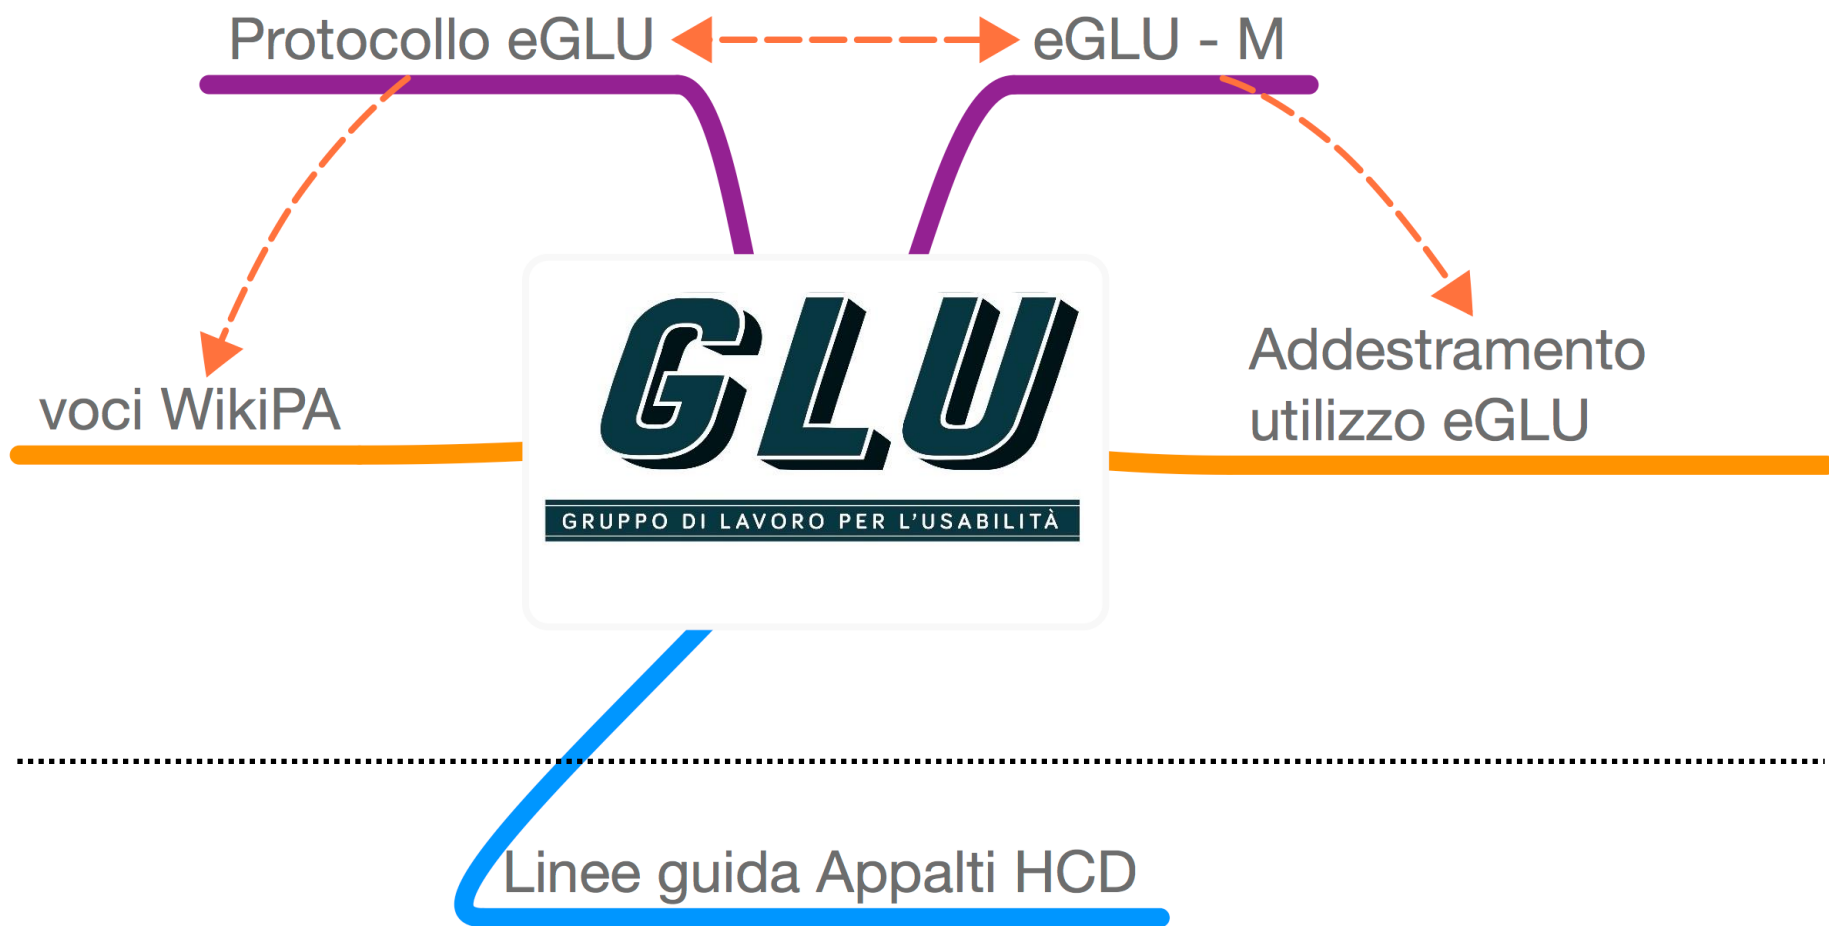 Protocollo eGLU
eGLU - M
voci WikiPA
GLU
GRUPPO DI LAVORO PER L'USABILITÀ
Addestramento
utilizzo eGLU
Linee guida Appalti HCD